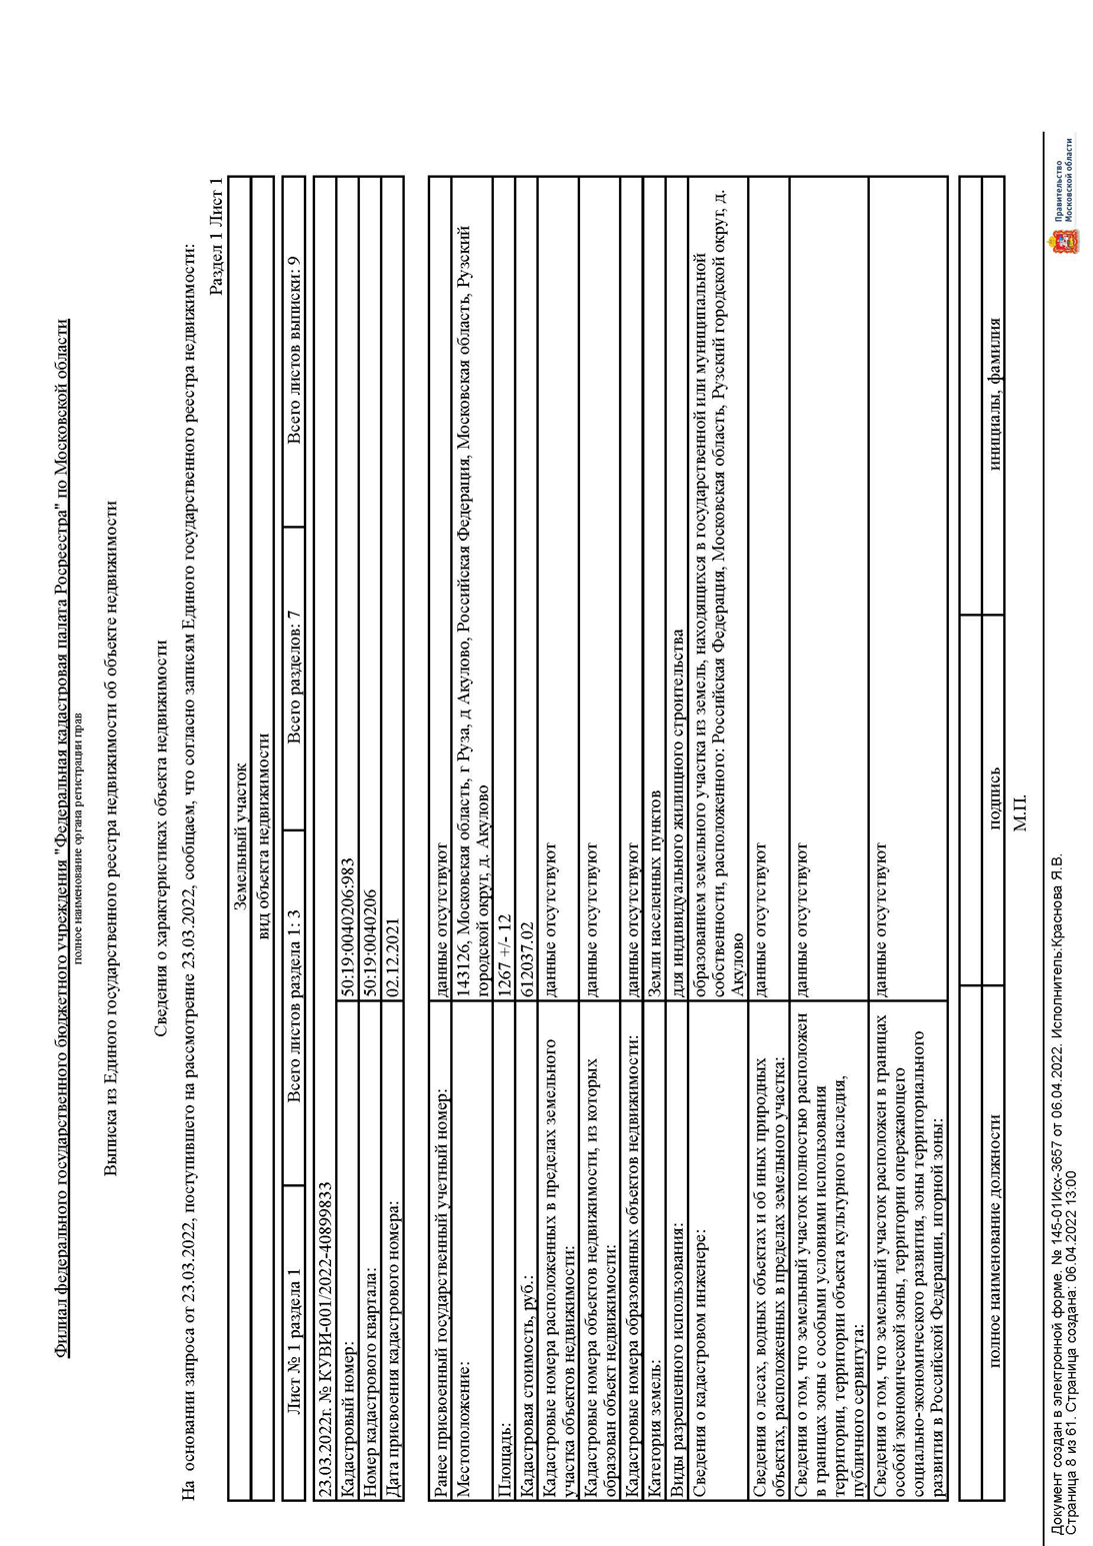 Филиал федерального государственного бюджетного учреждения "Федеральная кадастровая палата Росреестра" по Московской области
полное наименование органа регистрации прав
Выписка из Единого государственного реестра недвижимости об объекте недвижимости
Сведения о характеристиках объекта недвижимости
На основании запроса от 23.03.2022, поступившего на рассмотрение 23.03.2022, сообщаем, что согласно записям Единого государственного реестра недвижимости:
Раздел 1 Лист 1
Земельный участок
вид объекта недвижимости
Лист № 1 раздела 1 Всего листов раздела 1: 3 Всего разделов: 7 Всего листов выписки: 9
23.03.2022г. № КУВИ-001/2022-40899833
Кадастровый номер: 50:19:0040206:983
Номер кадастрового квартала: 50:19:0040206
Дата присвоения кадастрового номера: 02.12.2021
Ранее присвоенный государственный учетный номер: данные отсутствуют
Местоположение: 143126, Московская область, г Руза, д Акулово, Российская Федерация, Московская область, Рузский
городской округ, д. Акулово
Площадь: 1267 +/- 12
Кадастровая стоимость, руб.: 612037.02
Кадастровые номера расположенных в пределах земельного данные отсутствуют
участка объектов недвижимости:
Кадастровые номера объектов недвижимости, из которых данные отсутствуют
образован объект недвижимости:
Кадастровые номера образованных объектов недвижимости: данные отсутствуют
Категория земель: Земли населенных пунктов
Виды разрешенного использования: для индивидуального жилищного строительства
Сведения о кадастровом инженере: образованием земельного участка из земель, находящихся в государственной или муниципальной
собственности, расположенного: Российская Федерация, Московская область, Рузский городской округ, д.
Акулово
Сведения о лесах, водных объектах и об иных природных данные отсутствуют
объектах, расположенных в пределах земельного участка:
Сведения о том, что земельный участок полностью расположен данные отсутствуют
в границах зоны с особыми условиями использования
территории, территории объекта культурного наследия,
публичного сервитута:
Сведения о том, что земельный участок расположен в границах данные отсутствуют
особой экономической зоны, территории опережающего
социально-экономического развития, зоны территориального
развития в Российской Федерации, игорной зоны:
полное наименование должности подпись инициалы, фамилия
М.П.
Документ создан в электронной форме. № 145-01Исх-3657 от 06.04.2022. Исполнитель:Краснова Я.В.
Страница 8 из 61. Страница создана: 06.04.2022 13:00
Правительство
Московской области